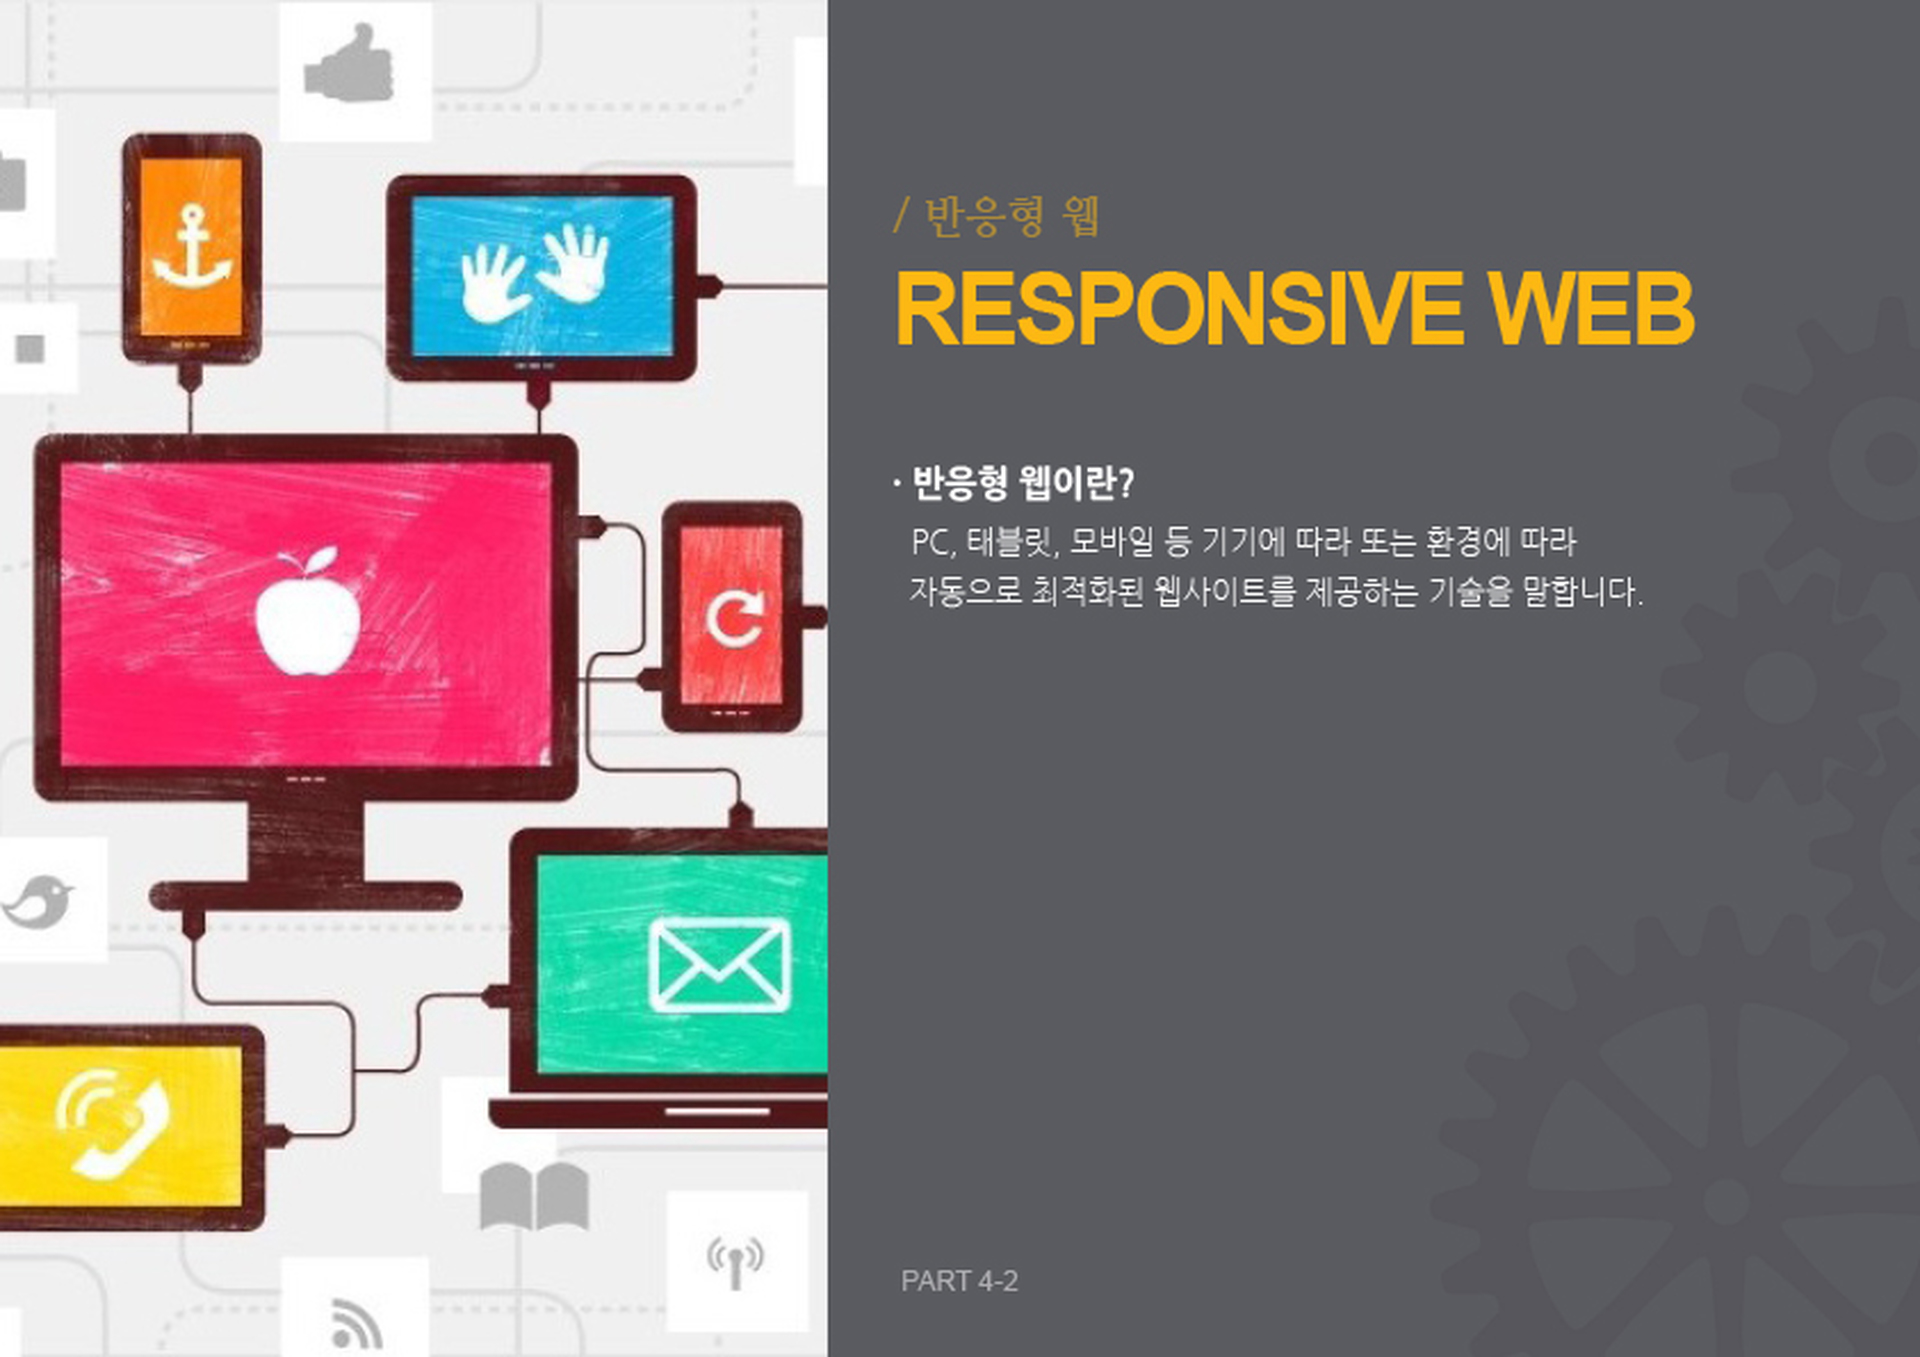 / 반응형 웹
RESPONSIVE WEB
· 반응형 웹이란?
PC, 태블릿, 모바일 등 기기에 따라 또는 환경에 따라
자동으로 최적화된 웹사이트를 제공하는 기술을 말합니다.
PART 4-2